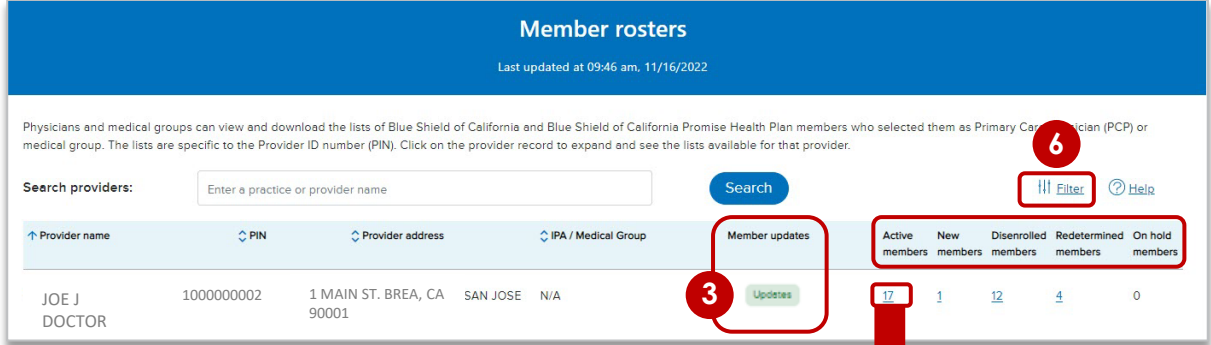 Member rosters
Last updated at 09:46 am, 11/16/2022
Physicians and medical groups can view and download the lists of Blue Shield of California and Blue Shield of California Promise Health Plan members who selected them as Primary Care (PCP) or
medical group. The lists are specific to the Provider ID number (PIN). Click on the provider record to expand and see the lists available for that provider.
6
Search providers: Enter a practice or provider name Search Filter Help
Provider name PIN Provider address IPA / Medical Group Member updates Active members New members Disenrolled members Redetermined members On hold members
JOE J 1000000002 1 MAIN ST. BREA, CA SAN JOSE N/A 3 Updates 17 1 12 4 0
DOCTOR 90001